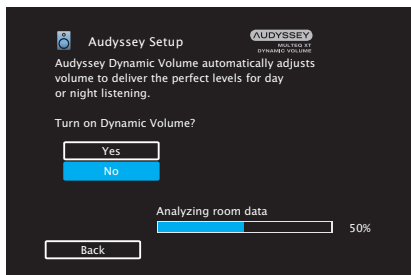 Audyssey Setup
AUDYSSEY
MULTEQ XT
DYNAMIC VOLUME
Audyssey Dynamic Volume automatically adjusts
volume to deliver the perfect levels for day
or night listening.
Turn on Dynamic Volume?
Yes
No
Analyzing room data
50%
Back